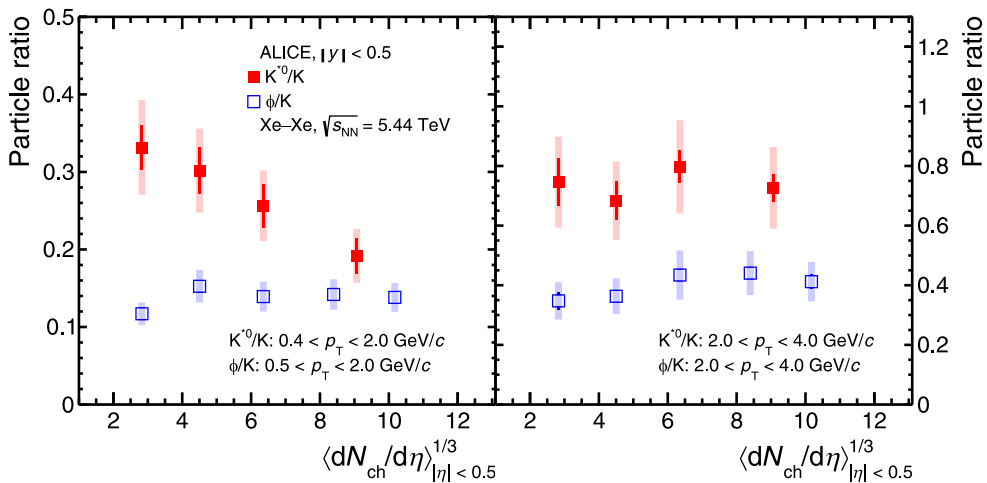 Particle ratio
0.5
0.4
0.3
0.2
0.1
0
ALICE, |y| < 0.5
K*0/K
ϕ/K
Xe–Xe, √sNN = 5.44 TeV
K*0/K: 0.4 < pT < 2.0 GeV/c
ϕ/K: 0.5 < pT < 2.0 GeV/c
2 4 6 8 10 12
⟨dNch/dη⟩1/3|η| < 0.5
K*0/K: 2.0 < pT < 4.0 GeV/c
ϕ/K: 2.0 < pT < 4.0 GeV/c
2 4 6 8 10 12
⟨dNch/dη⟩1/3|η| < 0.5
1.2
1
0.8
0.6
0.4
0.2
0
Particle ratio